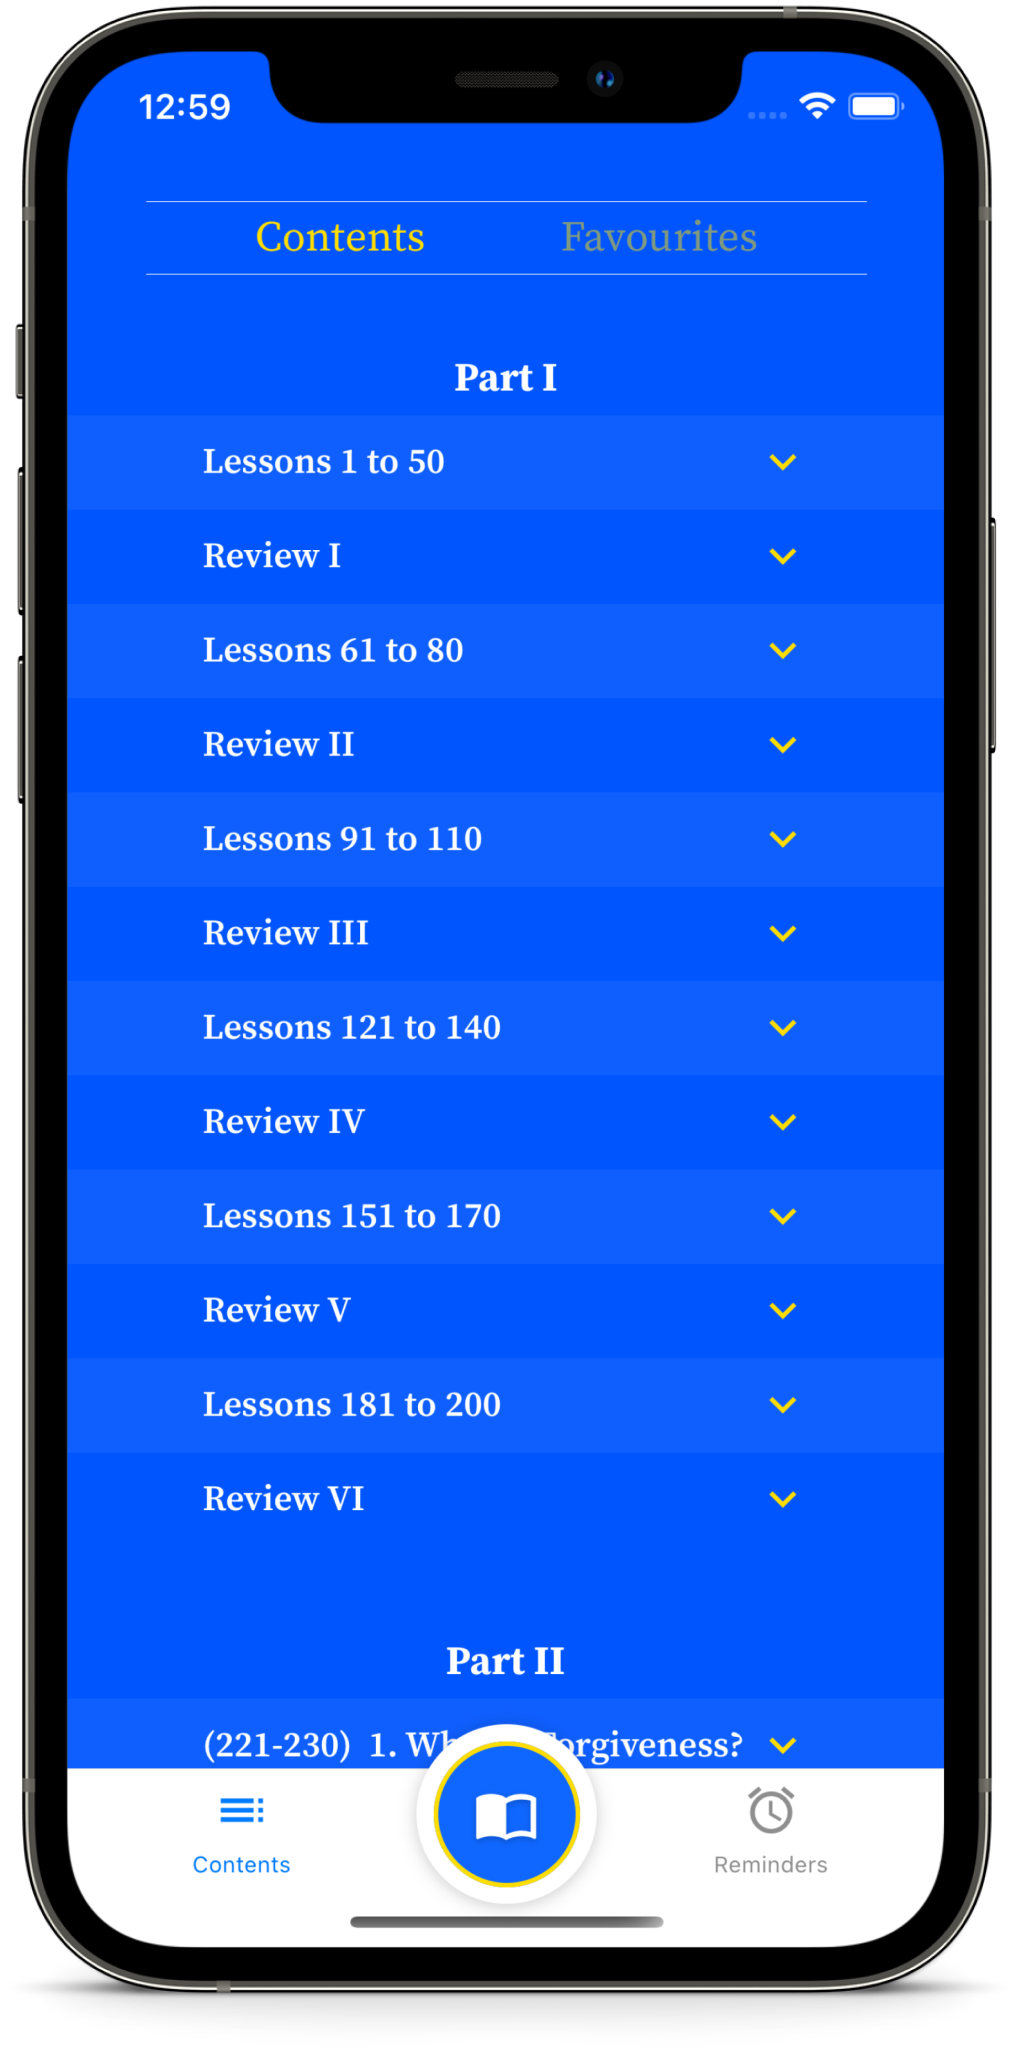 12:59
Contents Favourites
Part I
Lessons 1 to 50
Review I
Lessons 61 to 80
Review II
Lessons 91 to 110
Review III
Lessons 121 to 140
Review IV
Lessons 151 to 170
Review V
Lessons 181 to 200
Review VI
Part II
(221-230) 1. Wh orgiveness?
Contents Reminders